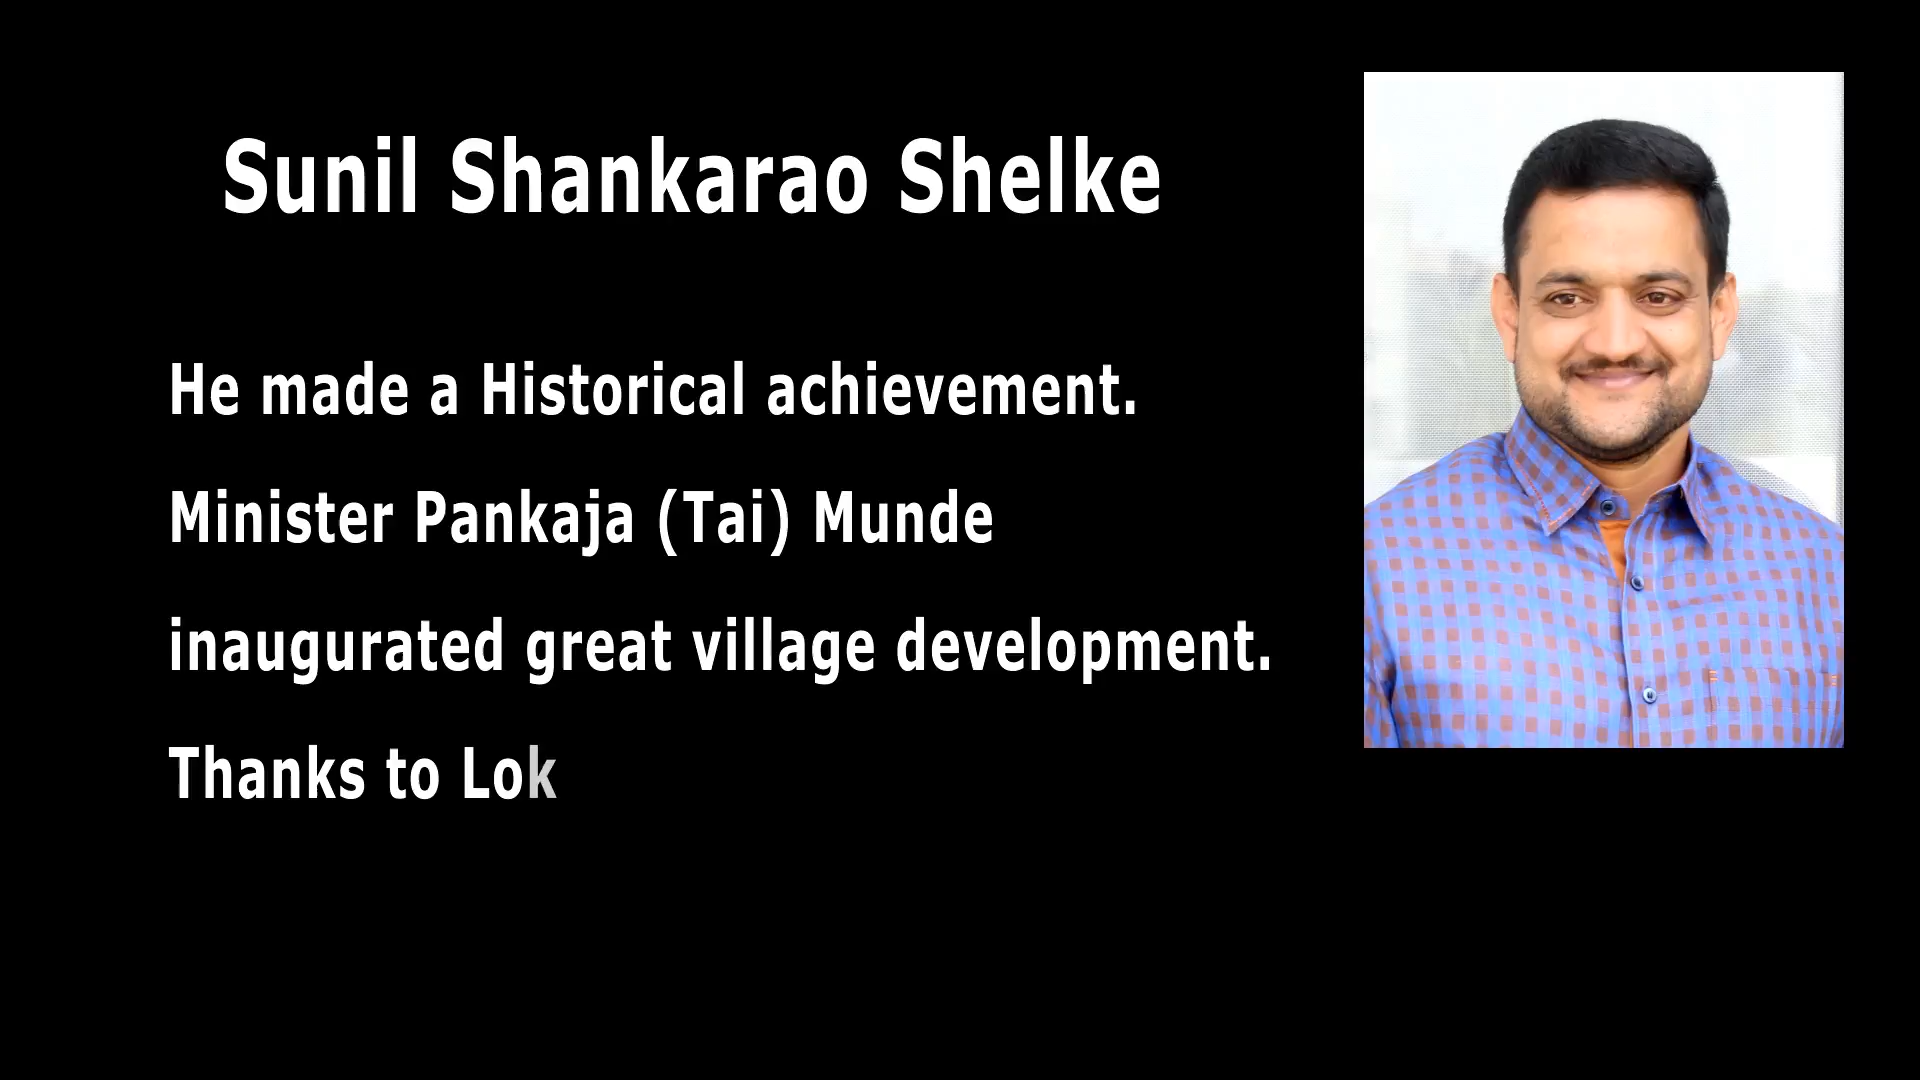 Sunil Shankarao Shelke
He made a Historical achievement.
Minister Pankaja (Tai) Munde
inaugurated great village development.
Thanks to Lok